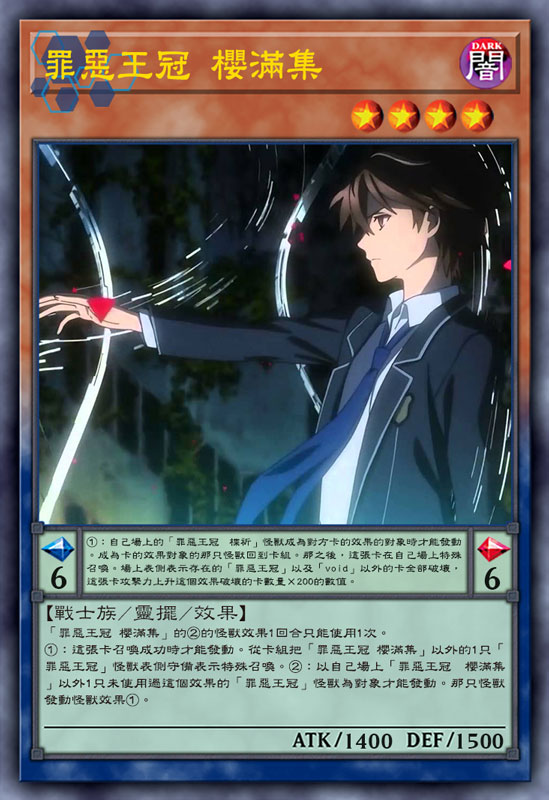 罪惡王冠 櫻滿集
DARK
闇
①：自己場上的「罪惡王冠 楪祈」怪獸成為對方卡的效果的對象時才能發動
。成為卡的效果對象的那只怪獸回到卡組。那之後，這張卡在自己場上特殊
召喚。場上表側表示存在的「罪惡王冠」以及「void」以外的卡全部破壞，
這張卡攻擊力上升這個效果破壞的卡數量×200的數值。
6
6
【戰士族／靈擺／效果】
「罪惡王冠 櫻滿集」的②的怪獸效果1回合只能使用1次。
①：這張卡召喚成功時才能發動。從卡組把「罪惡王冠 櫻滿集」以外的1只「
罪惡王冠」怪獸表側守備表示特殊召喚。②：以自己場上「罪惡王冠 櫻滿集
」以外1只未使用過這個效果的「罪惡王冠」怪獸為對象才能發動。那只怪獸
發動怪獸效果①。
ATK/1400 DEF/1500